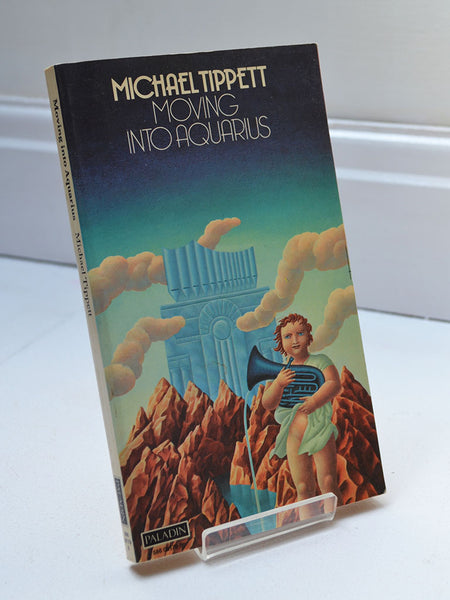 MICHAEL TIPPETT
MOVING
INTO AQUARIUS
Moving into Aquarius Michael Tippett
PALADIN